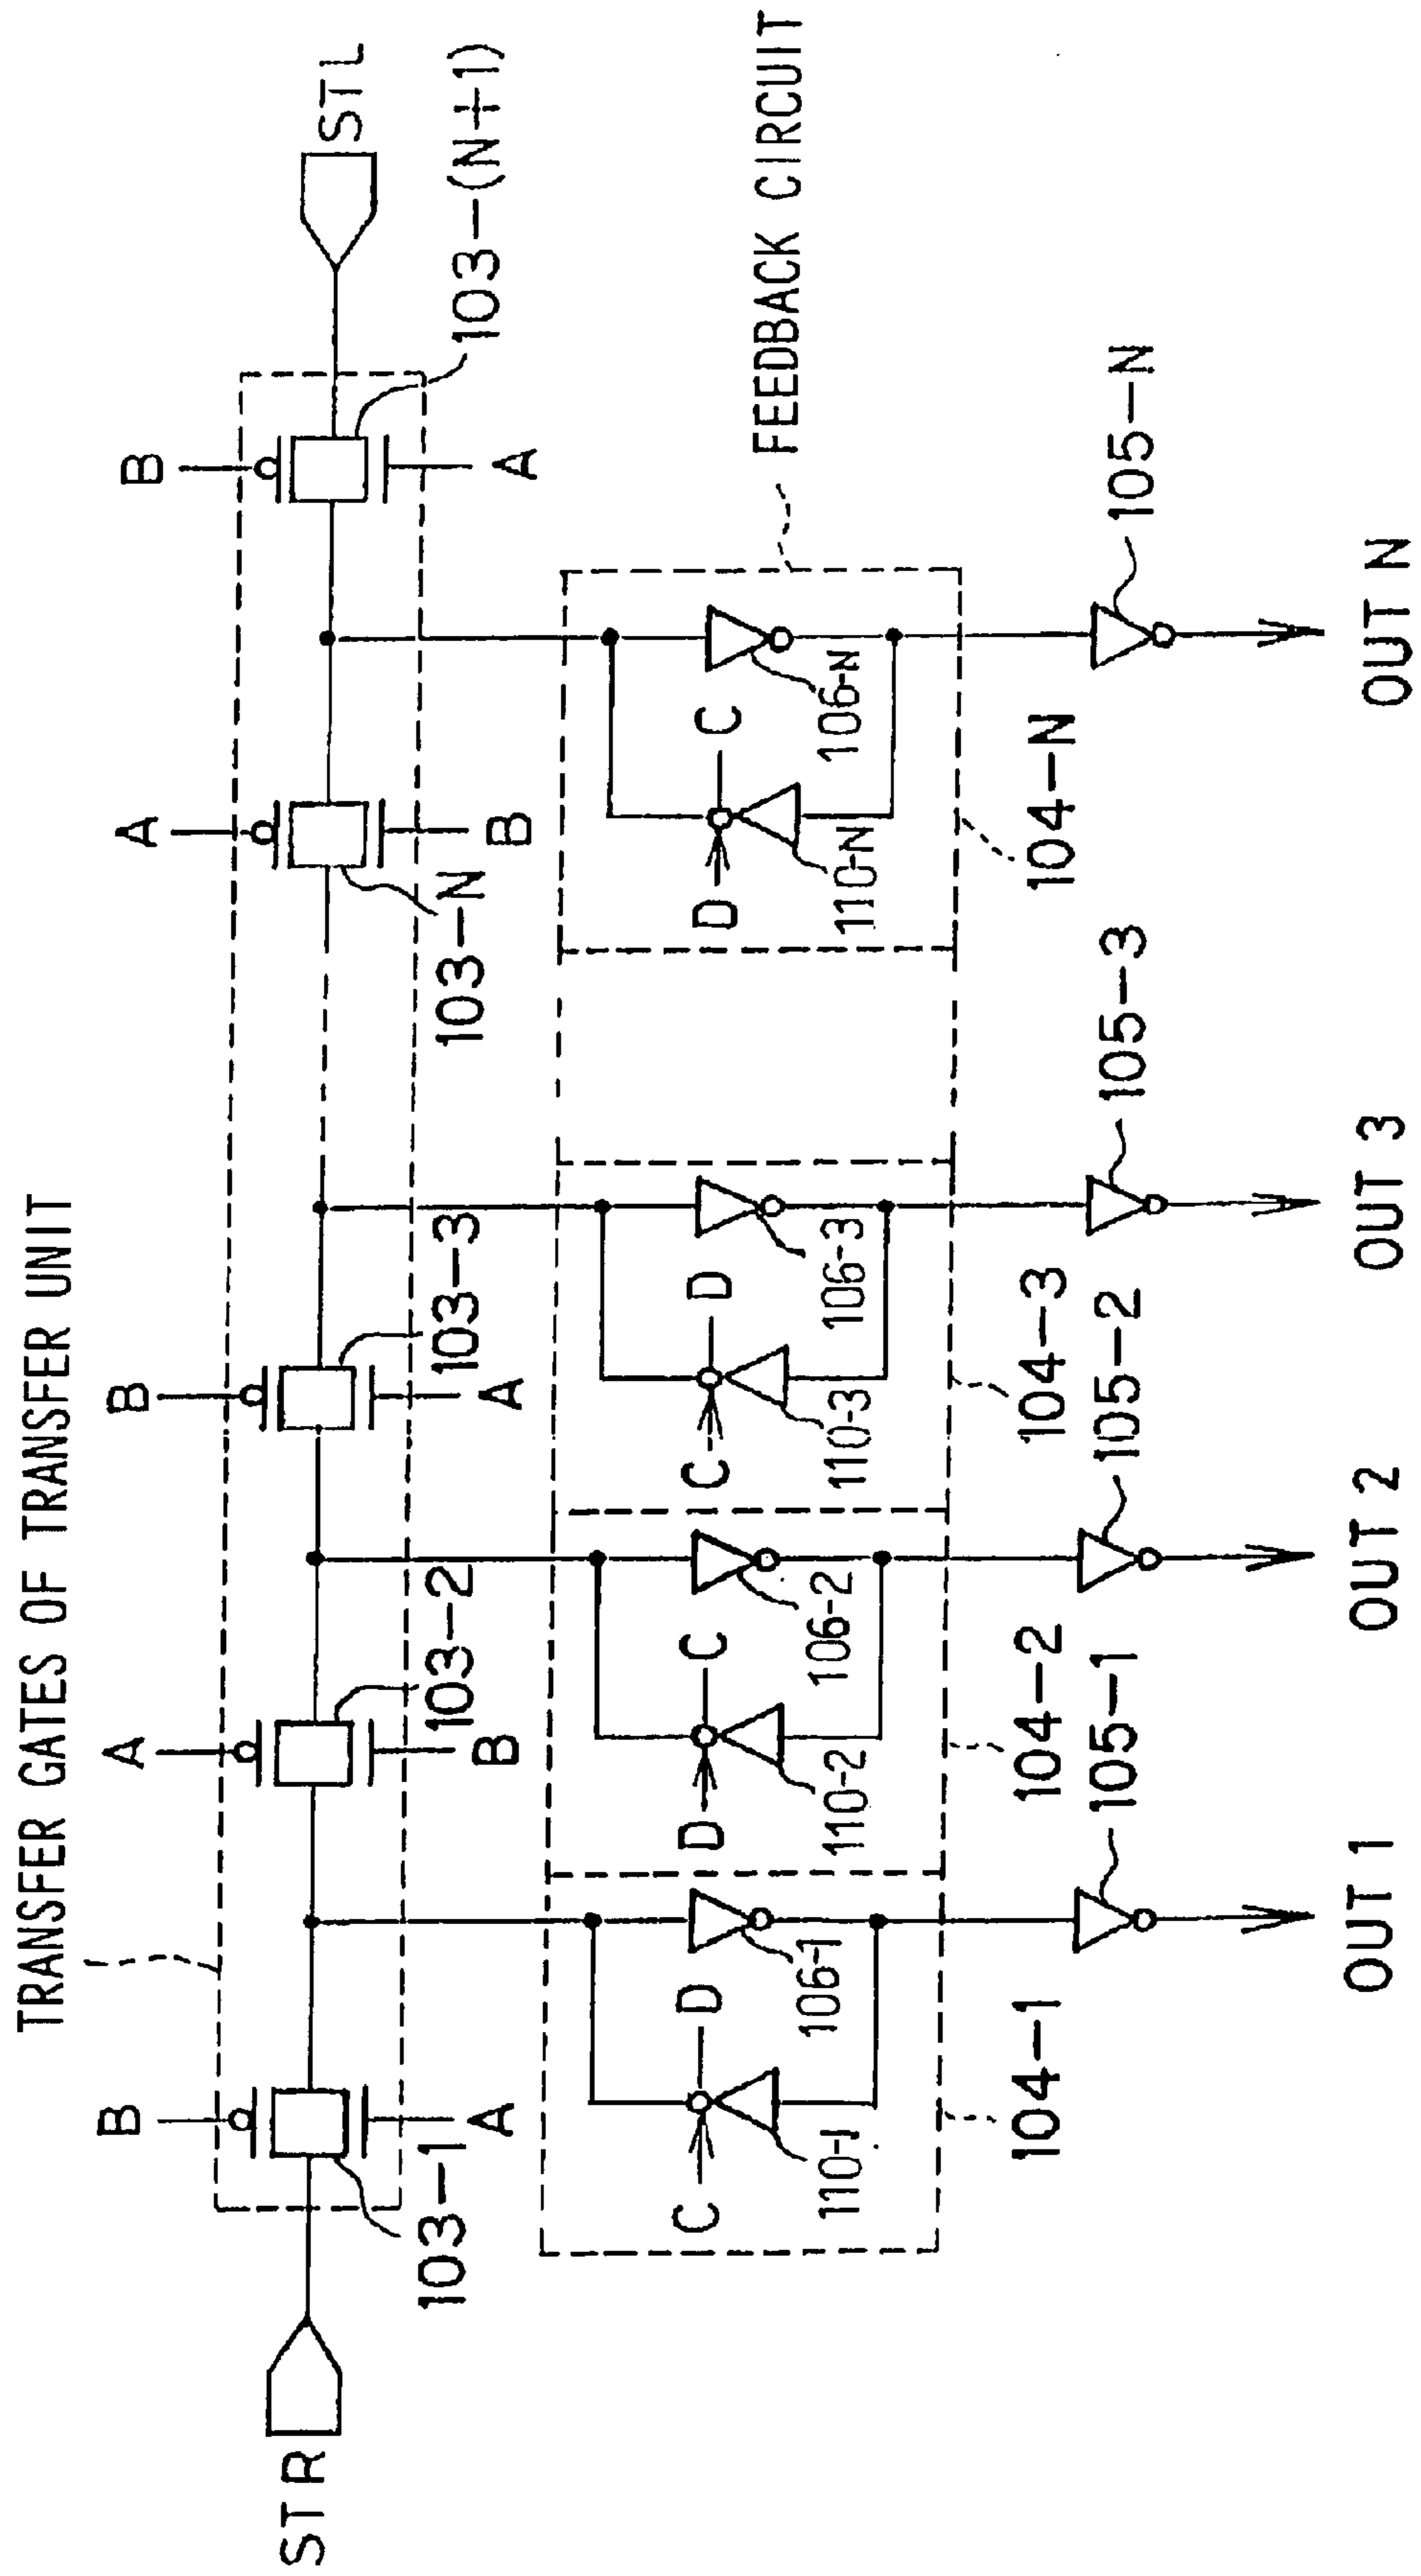 TRANSFER GATES OF TRANSFER UNIT
B
A
B
A
B
STR
STL
103-1
A
103-2
B
103-3
A
103-N
B
103-(N+1)
A
FEEDBACK CIRCUIT
C
D
D
C
C
D
D
C
110-1
106-1
110-2
106-2
110-3
106-3
110-N
106-N
104-1
104-2
104-3
104-N
105-1
105-2
105-3
105-N
OUT 1
OUT 2
OUT 3
OUT N